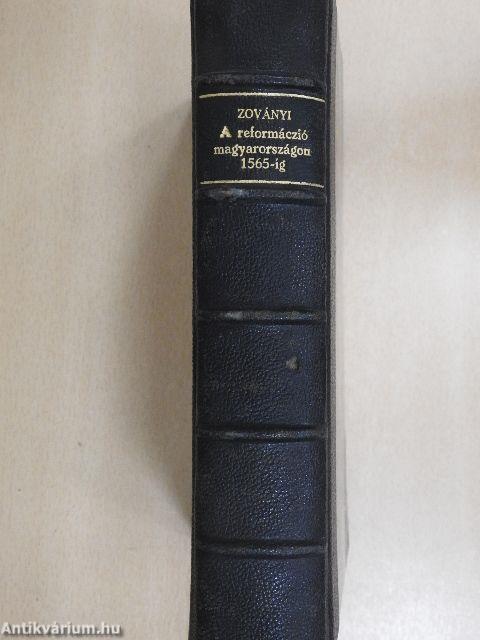 ZOVÁNYI
A reformáczió
magyarországon
1565-ig
Antikvárium.hu